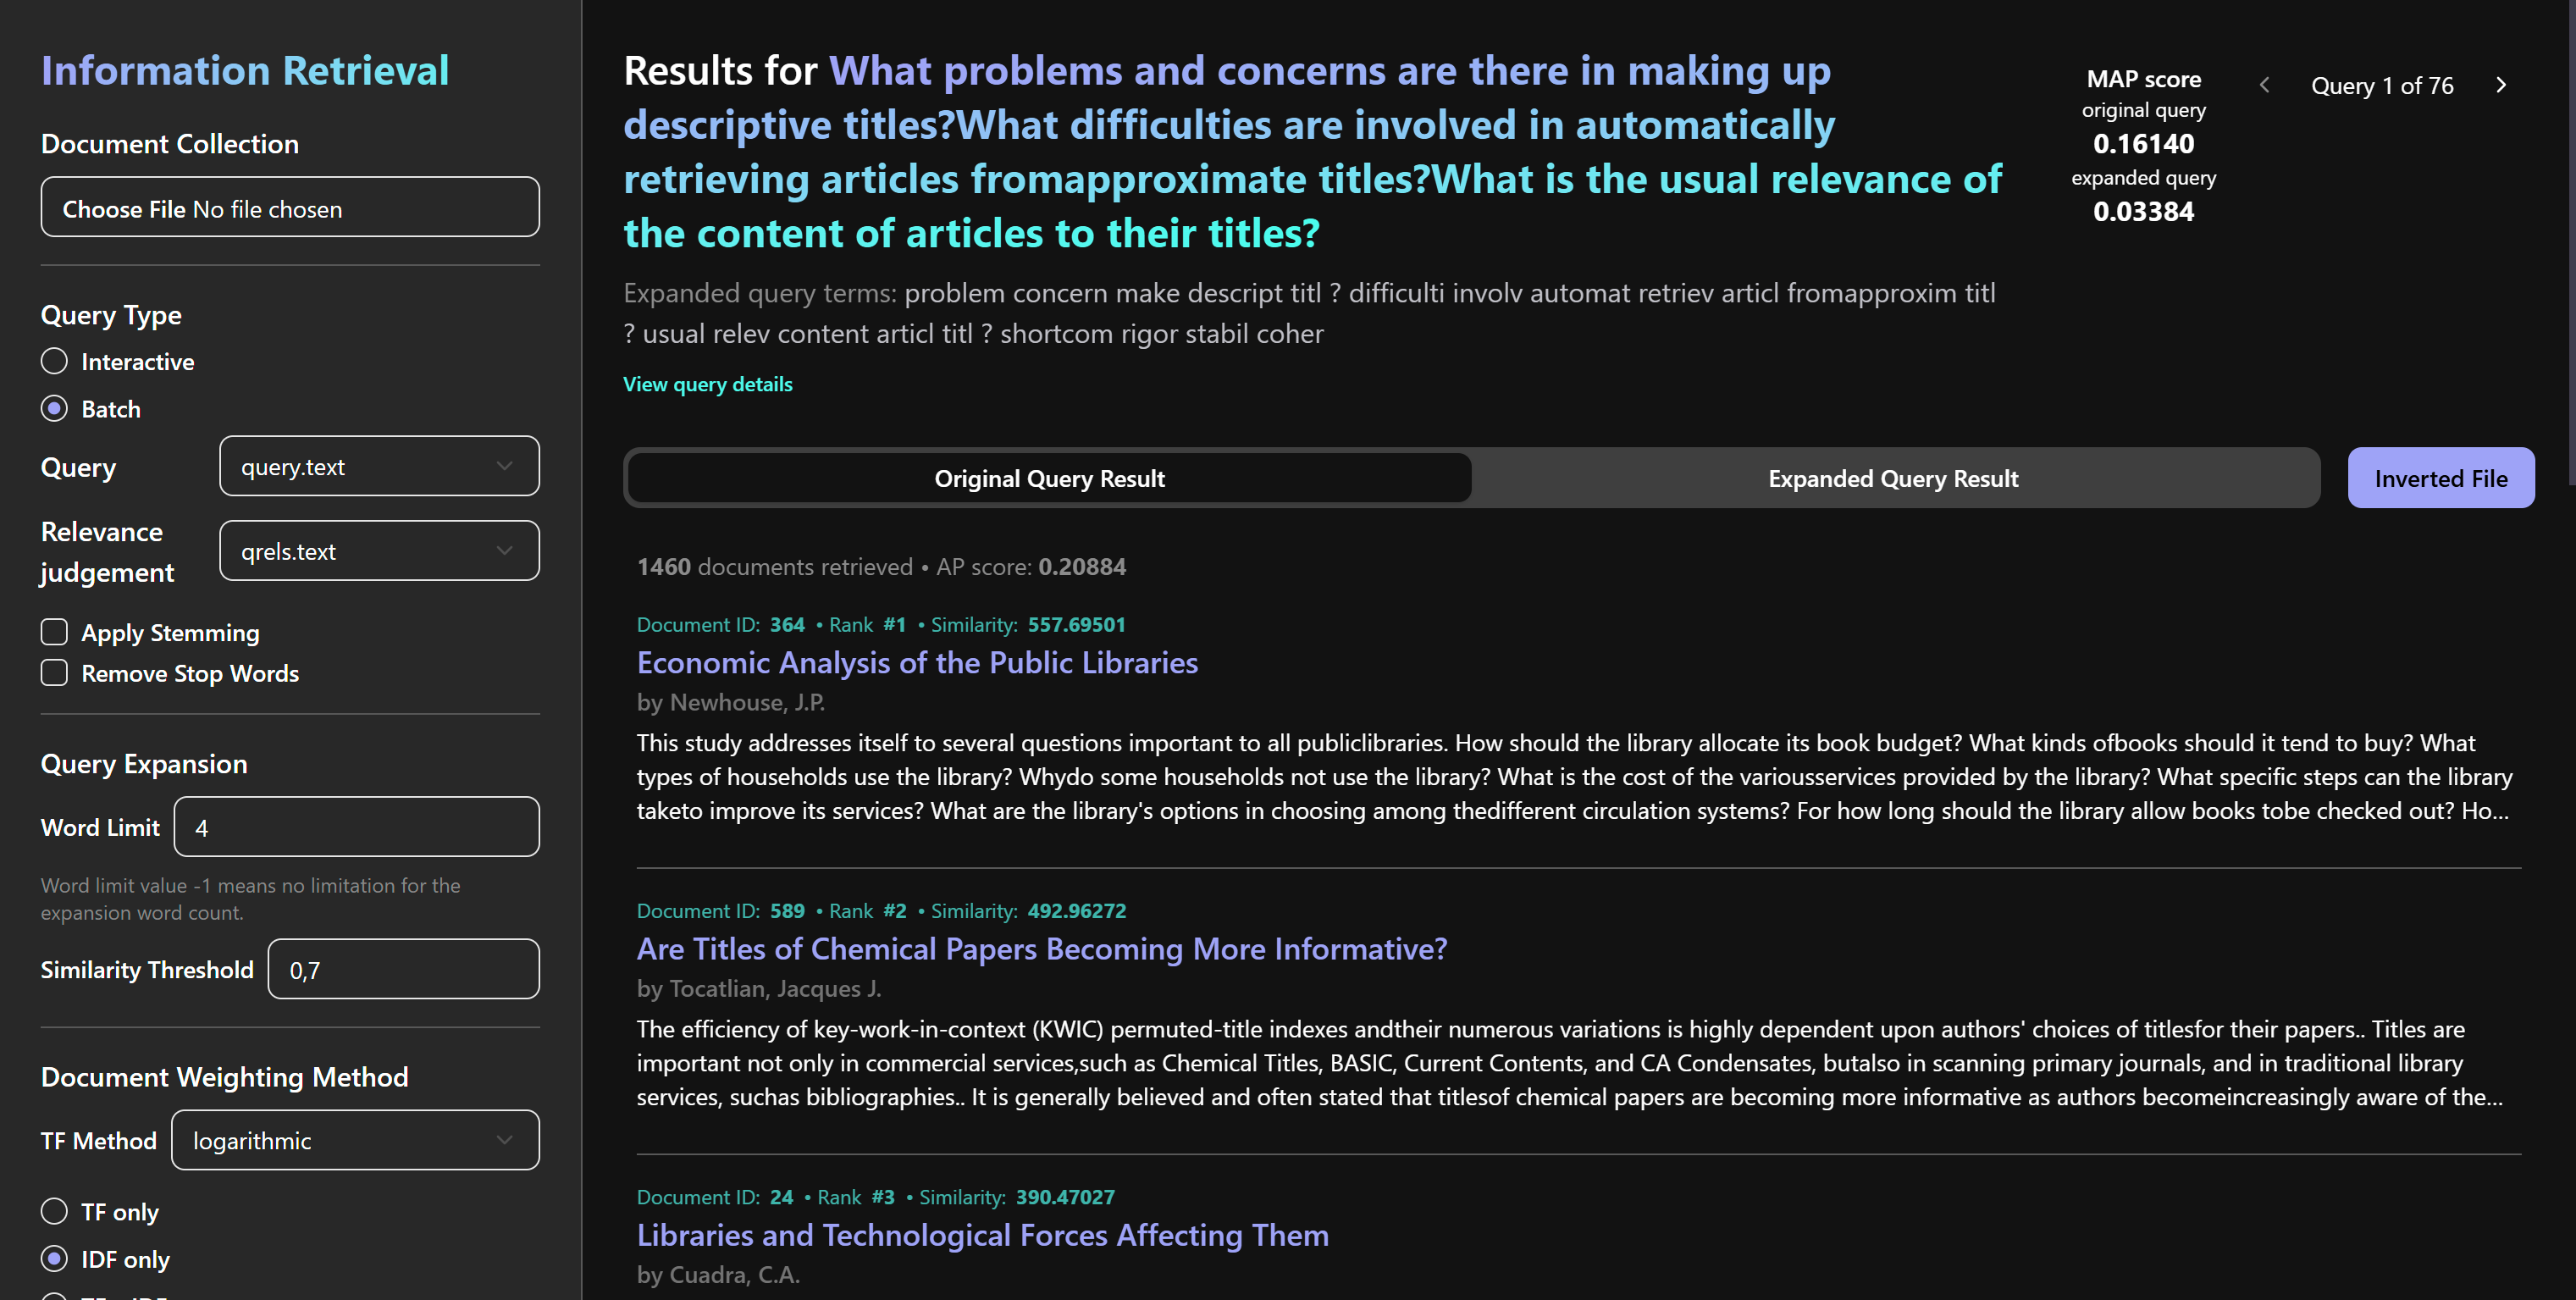 Information Retrieval
Document Collection
Choose File No file chosen
Query Type
Interactive
Batch
Query
query.text
Relevance
judgement
qrels.text
Apply Stemming
Remove Stop Words
Query Expansion
Word Limit
4
Word limit value -1 means no limitation for the
expansion word count.
Similarity Threshold
0,7
Document Weighting Method
TF Method
logarithmic
TF only
IDF only
Results for What problems and concerns are there in making up
descriptive titles?What difficulties are involved in automatically
retrieving articles fromapproximate titles?What is the usual relevance of
the content of articles to their titles?
MAP score
original query
0.16140
expanded query
0.03384
Query 1 of 76
Expanded query terms: problem concern make descript titl ? difficulti involv automat retriev articl fromapproxim titl
? usual relev content articl titl ? shortcom rigor stabil coher
View query details
Original Query Result
Expanded Query Result
Inverted File
1460 documents retrieved • AP score: 0.20884
Document ID: 364 • Rank #1 • Similarity: 557.69501
Economic Analysis of the Public Libraries
by Newhouse, J.P.
This study addresses itself to several questions important to all publiclibraries. How should the library allocate its book budget? What kinds ofbooks should it tend to buy? What
types of households use the library? Whydo some households not use the library? What is the cost of the variousservices provided by the library? What specific steps can the library
taketo improve its services? What are the library's options in choosing among thedifferent circulation systems? For how long should the library allow books tobe checked out? Ho...
Document ID: 589 • Rank #2 • Similarity: 492.96272
Are Titles of Chemical Papers Becoming More Informative?
by Tocatlian, Jacques J.
The efficiency of key-work-in-context (KWIC) permuted-title indexes andtheir numerous variations is highly dependent upon authors' choices of titlesfor their papers.. Titles are
important not only in commercial services,such as Chemical Titles, BASIC, Current Contents, and CA Condensates, butalso in scanning primary journals, and in traditional library
services, suchas bibliographies.. It is generally believed and often stated that titlesof chemical papers are becoming more informative as authors becomeincreasingly aware of the...
Document ID: 24 • Rank #3 • Similarity: 390.47027
Libraries and Technological Forces Affecting Them
by Cuadra, C.A.